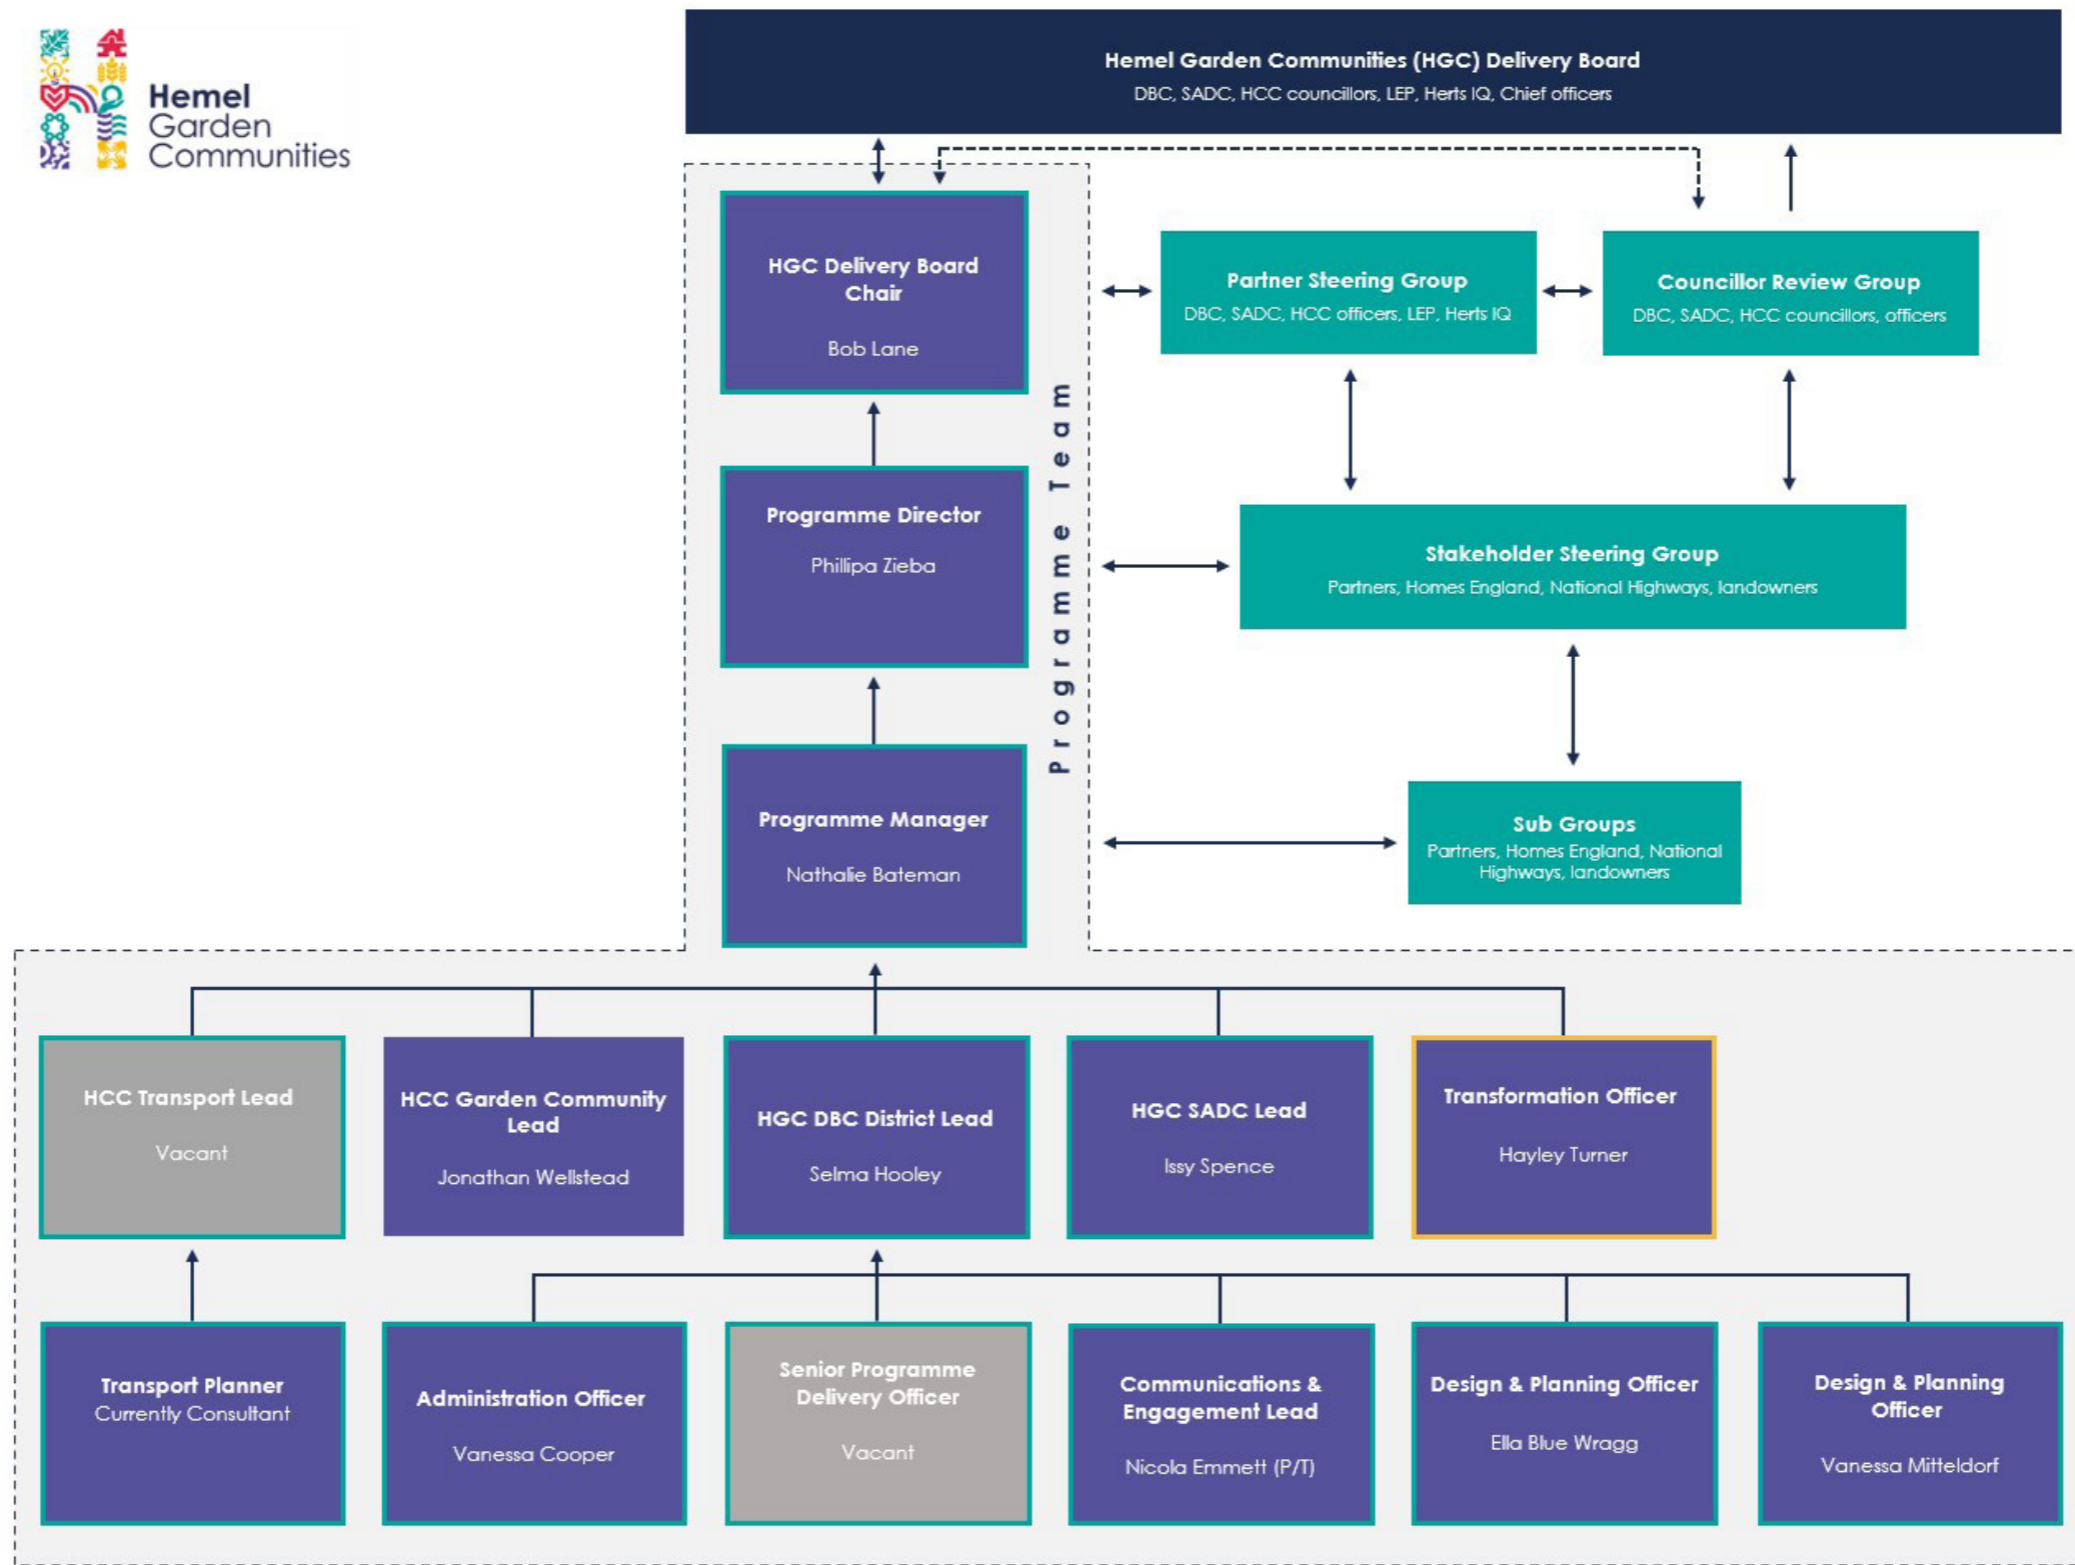 Hemel
Garden
Communities
Hemel Garden Communities (HGC) Delivery Board
DBC, SADC, HCC councillors, LEP, Herts IQ, Chief officers
HGC Delivery Board
Chair
Bob Lane
Partner Steering Group
DBC, SADC, HCC officers, LEP, Herts IQ
Councillor Review Group
DBC, SADC, HCC councillors, officers
Programme Team
Programme Director
Phillipa Zieba
Stakeholder Steering Group
Partners, Homes England, National Highways, landowners
Programme Manager
Nathalie Bateman
Sub Groups
Partners, Homes England, National
Highways, landowners
HCC Transport Lead
Vacant
HCC Garden Community
Lead
Jonathan Wellstead
HGC DBC District Lead
Selma Hooley
HGC SADC Lead
Issy Spence
Transformation Officer
Hayley Turner
Transport Planner
Currently Consultant
Administration Officer
Vanessa Cooper
Senior Programme
Delivery Officer
Vacant
Communications &
Engagement Lead
Nicola Emmett (P/T)
Design & Planning Officer
Ella Blue Wragg
Design & Planning
Officer
Vanessa Mitteldorf